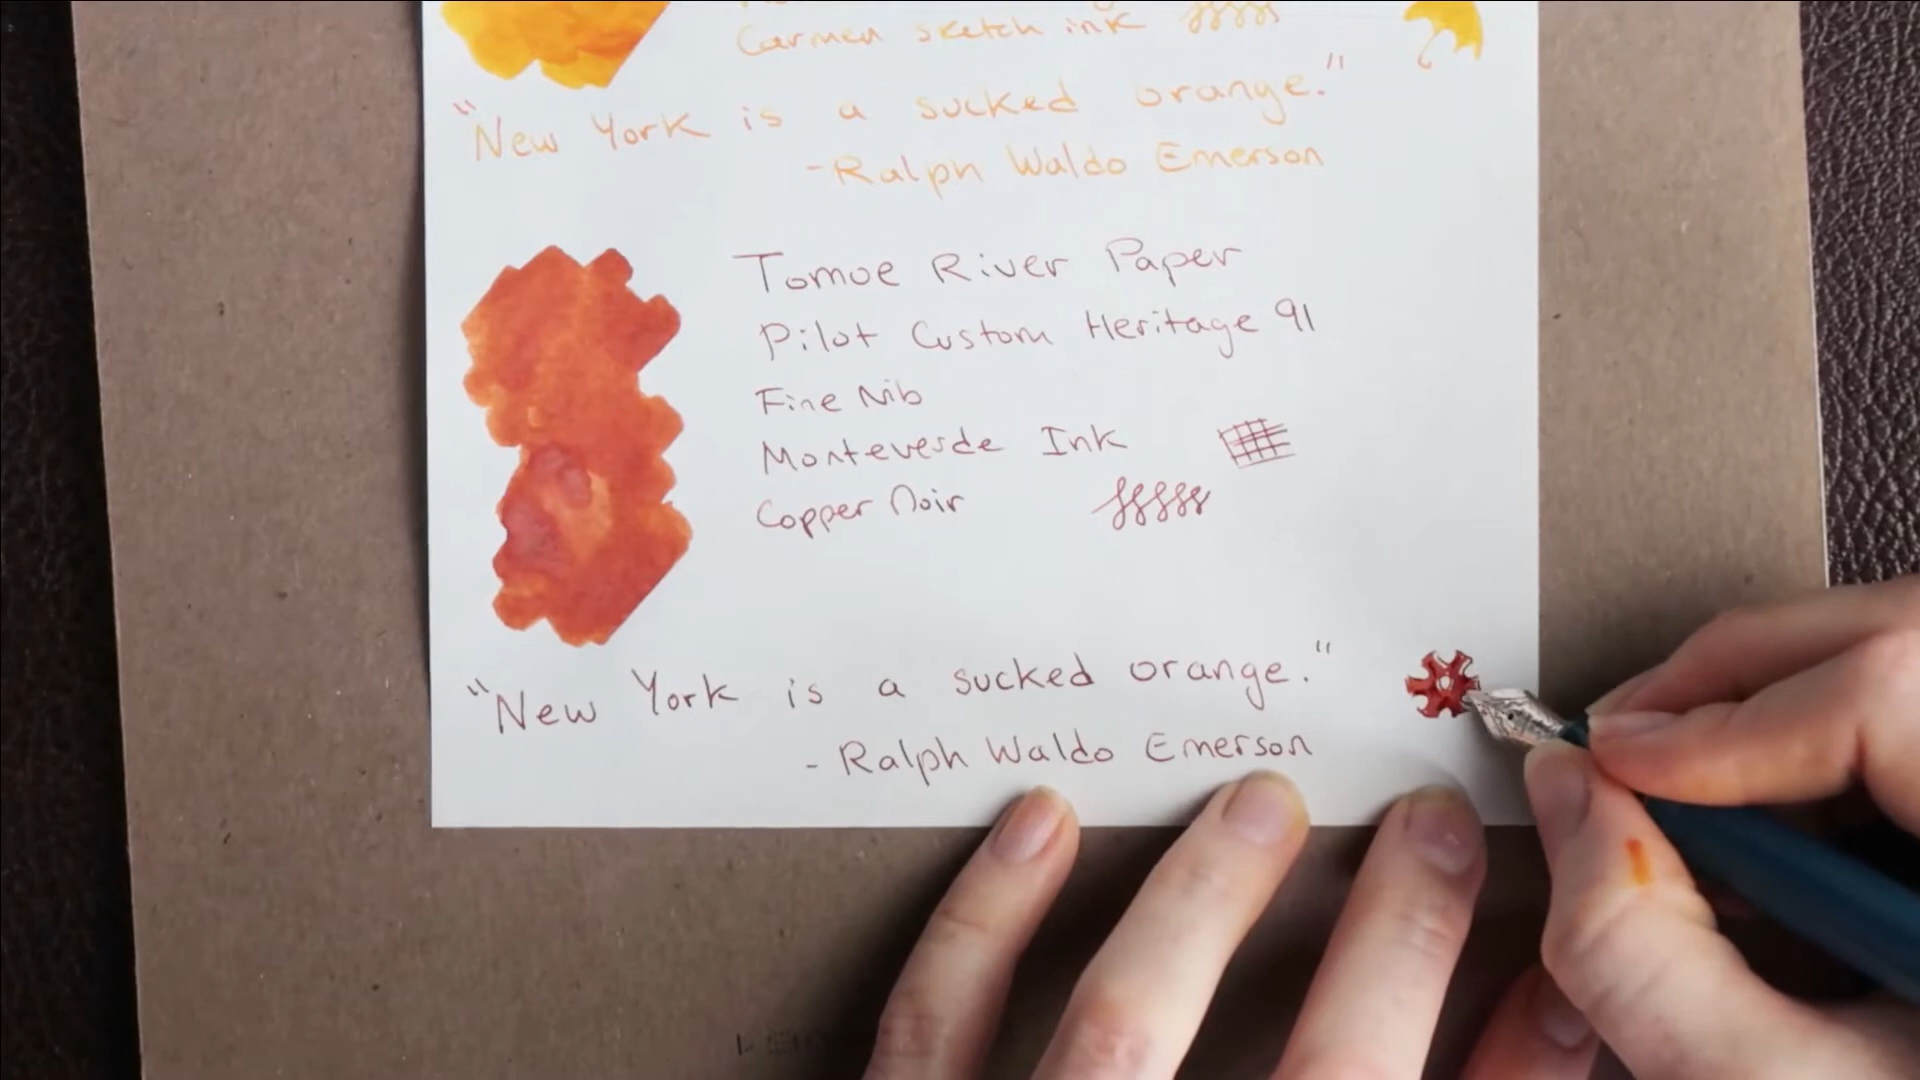 Carmen sketch ink
"New York is a sucked orange."
-Ralph Waldo Emerson
Tomoe River Paper
Pilot Custom Heritage 91
Fine Nib
Monteverde Ink
Copper Noir
"New York is a sucked orange."
- Ralph Waldo Emerson